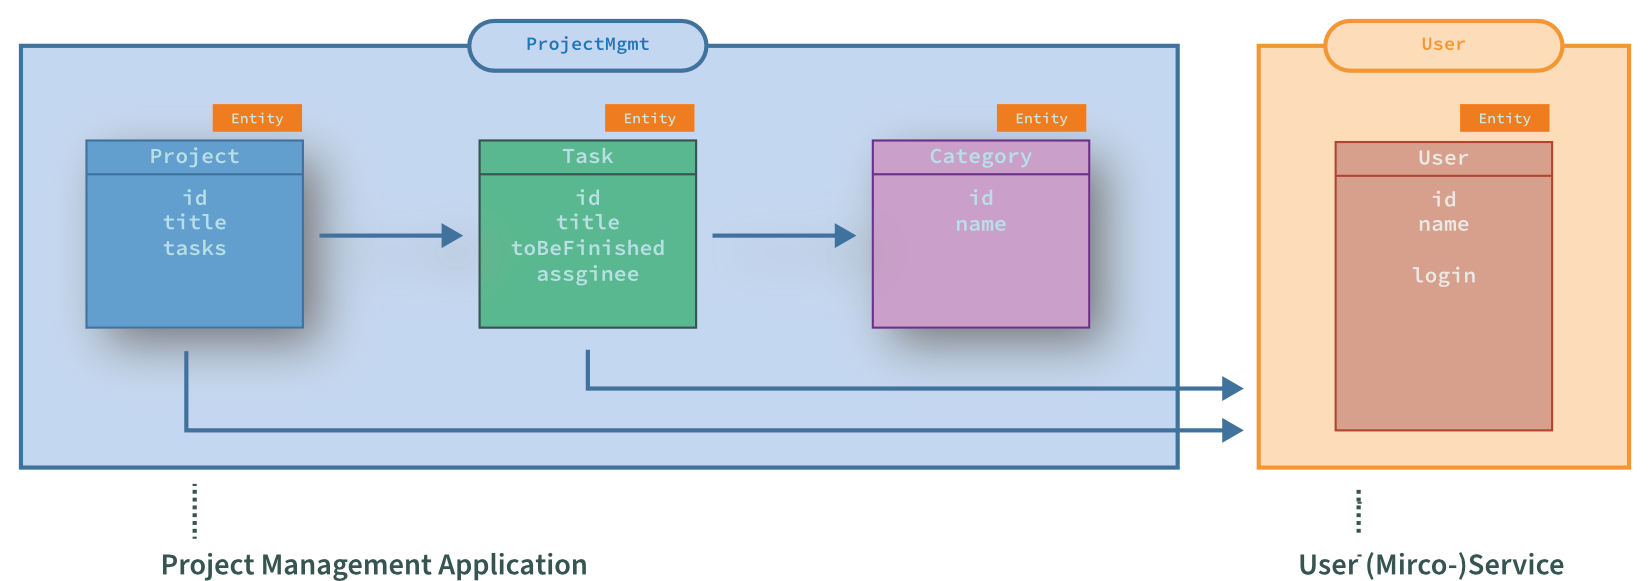 ProjectMgmt
User
Entity
Project
id
title
tasks
Entity
Task
id
title
toBeFinished
assginee
Entity
Category
id
name
Entity
User
id
name
login
Project Management Application
User (Mirco-)Service